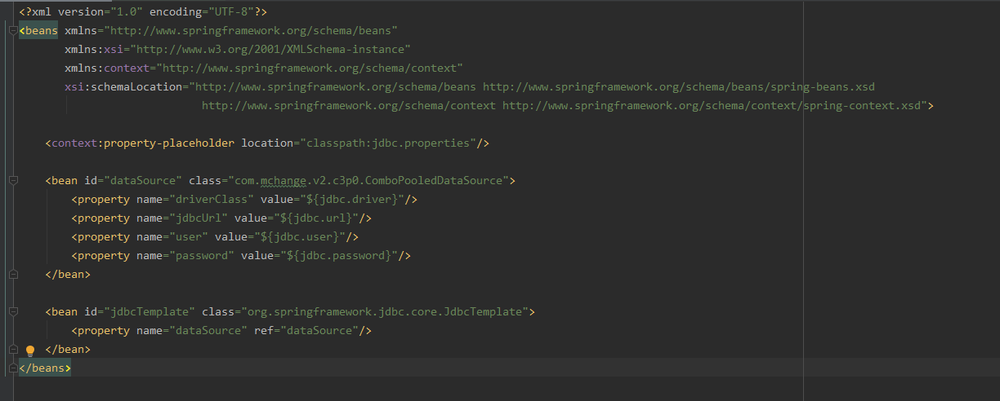 <?xml version="1.0" encoding="UTF-8"?>
<beans xmlns="http://www.springframework.org/schema/beans"
xmlns:xsi="http://www.w3.org/2001/XMLSchema-instance"
xmlns:context="http://www.springframework.org/schema/context"
xsi:schemaLocation="http://www.springframework.org/schema/beans http://www.springframework.org/schema/beans/spring-beans.xsd
http://www.springframework.org/schema/context http://www.springframework.org/schema/context/spring-context.xsd">
<context:property-placeholder location="classpath:jdbc.properties"/>
<bean id="dataSource" class="com.mchange.v2.c3p0.ComboPooledDataSource">
<property name="driverClass" value="${jdbc.driver}"/>
<property name="jdbcUrl" value="${jdbc.url}"/>
<property name="user" value="${jdbc.user}"/>
<property name="password" value="${jdbc.password}"/>
</bean>
<bean id="jdbcTemplate" class="org.springframework.jdbc.core.JdbcTemplate">
<property name="dataSource" ref="dataSource"/>
</bean>
</beans>